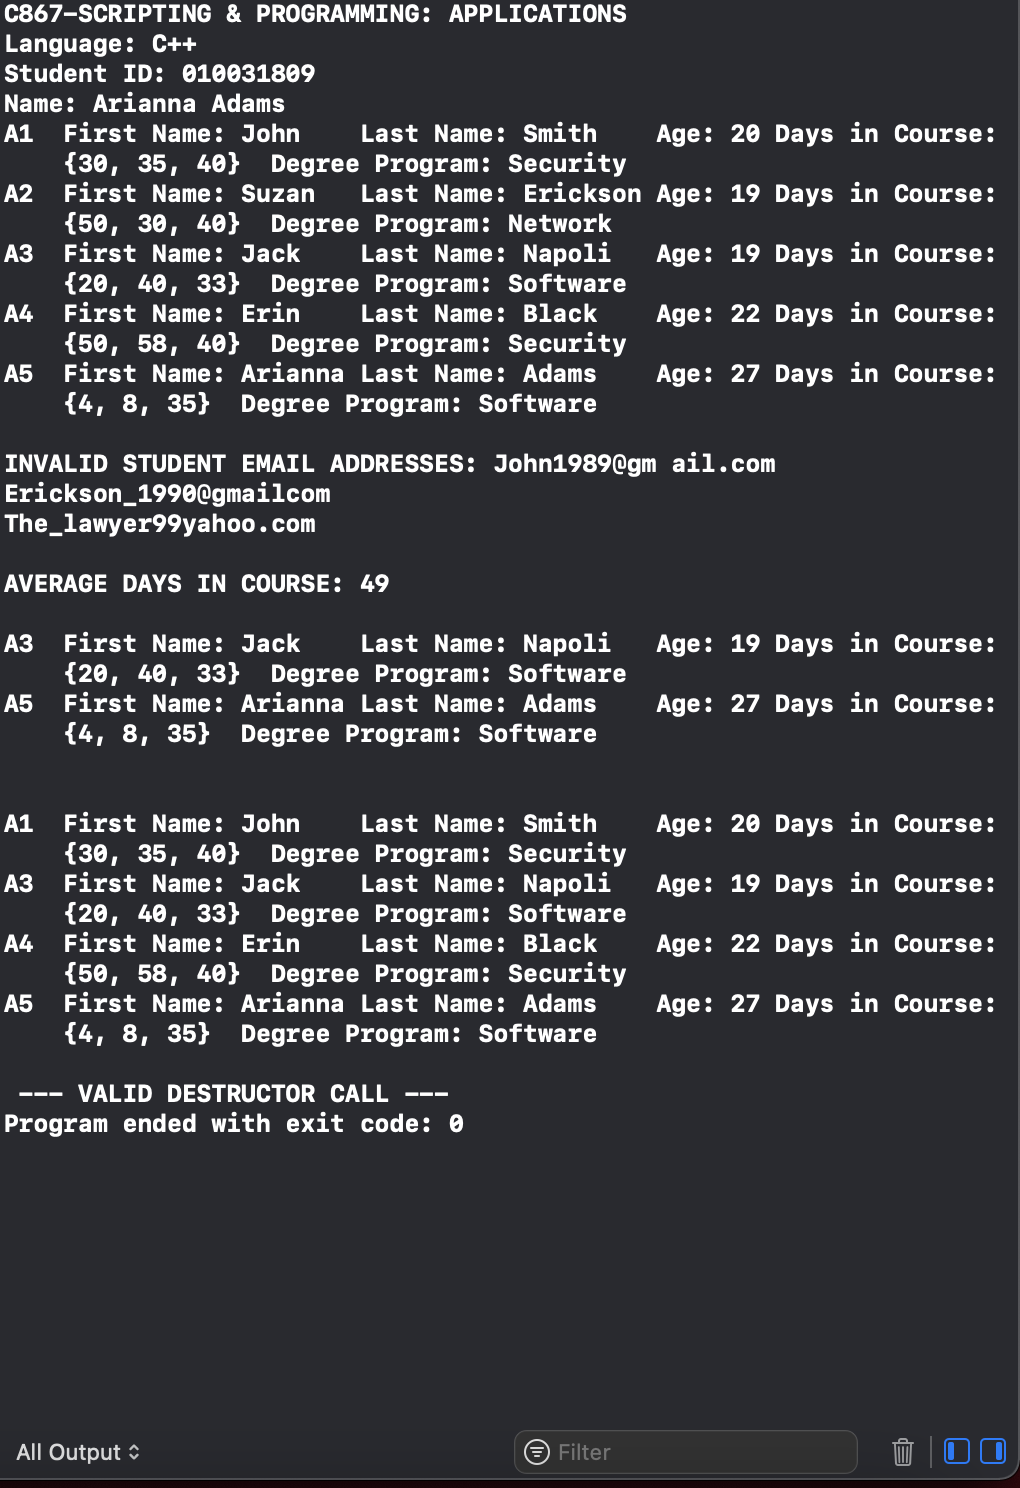 C867-SCRIPTING & PROGRAMMING: APPLICATIONS
Language: C++
Student ID: 010031809
Name: Arianna Adams
A1  First Name: John    Last Name: Smith    Age: 20 Days in Course:
    {30, 35, 40}  Degree Program: Security
A2  First Name: Suzan   Last Name: Erickson Age: 19 Days in Course:
    {50, 30, 40}  Degree Program: Network
A3  First Name: Jack    Last Name: Napoli   Age: 19 Days in Course:
    {20, 40, 33}  Degree Program: Software
A4  First Name: Erin    Last Name: Black    Age: 22 Days in Course:
    {50, 58, 40}  Degree Program: Security
A5  First Name: Arianna Last Name: Adams    Age: 27 Days in Course:
    {4, 8, 35}  Degree Program: Software
INVALID STUDENT EMAIL ADDRESSES: John1989@gm ail.com
Erickson_1990@gmailcom
The_lawyer99yahoo.com
AVERAGE DAYS IN COURSE: 49
A3  First Name: Jack    Last Name: Napoli   Age: 19 Days in Course:
    {20, 40, 33}  Degree Program: Software
A5  First Name: Arianna Last Name: Adams    Age: 27 Days in Course:
    {4, 8, 35}  Degree Program: Software
A1  First Name: John    Last Name: Smith    Age: 20 Days in Course:
    {30, 35, 40}  Degree Program: Security
A3  First Name: Jack    Last Name: Napoli   Age: 19 Days in Course:
    {20, 40, 33}  Degree Program: Software
A4  First Name: Erin    Last Name: Black    Age: 22 Days in Course:
    {50, 58, 40}  Degree Program: Security
A5  First Name: Arianna Last Name: Adams    Age: 27 Days in Course:
    {4, 8, 35}  Degree Program: Software
 --- VALID DESTRUCTOR CALL ---
Program ended with exit code: 0
All Output
Filter